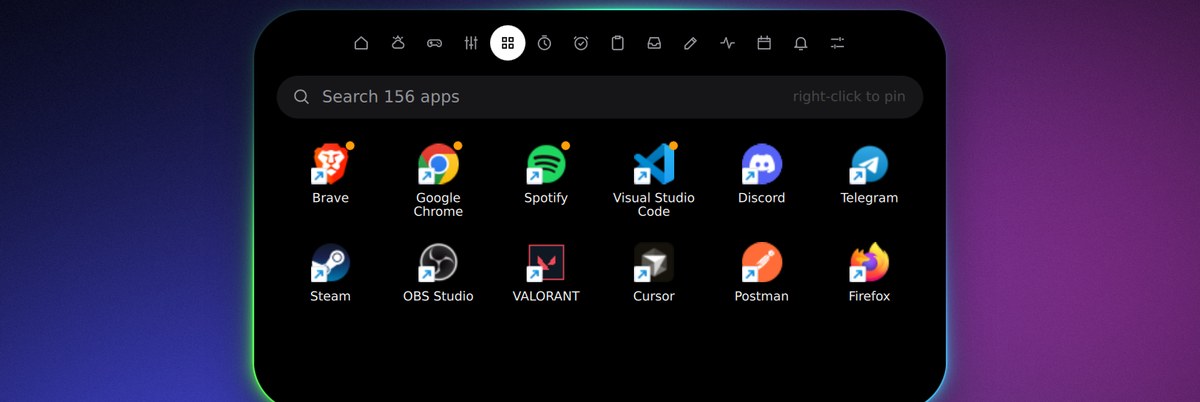 Search 156 apps
right-click to pin
Brave
Google
Chrome
Spotify
Visual Studio
Code
Discord
Telegram
Steam
OBS Studio
VALORANT
Cursor
Postman
Firefox